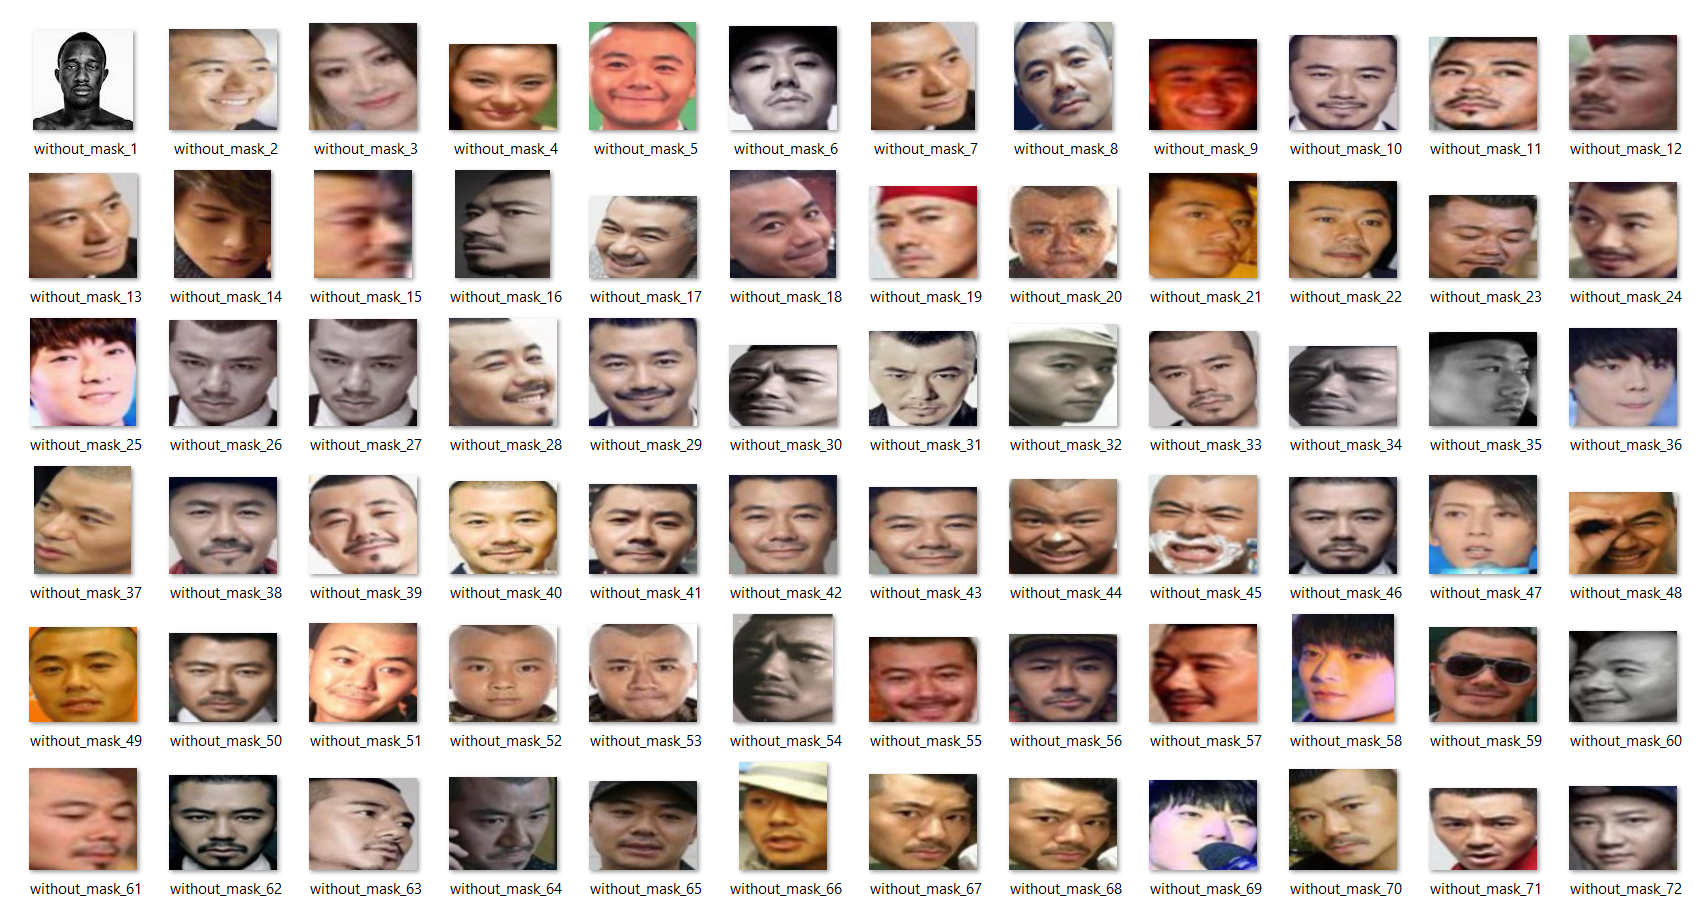 without_mask_1 without_mask_2 without_mask_3 without_mask_4 without_mask_5 without_mask_6 without_mask_7 without_mask_8 without_mask_9 without_mask_10 without_mask_11 without_mask_12
without_mask_13 without_mask_14 without_mask_15 without_mask_16 without_mask_17 without_mask_18 without_mask_19 without_mask_20 without_mask_21 without_mask_22 without_mask_23 without_mask_24
without_mask_25 without_mask_26 without_mask_27 without_mask_28 without_mask_29 without_mask_30 without_mask_31 without_mask_32 without_mask_33 without_mask_34 without_mask_35 without_mask_36
without_mask_37 without_mask_38 without_mask_39 without_mask_40 without_mask_41 without_mask_42 without_mask_43 without_mask_44 without_mask_45 without_mask_46 without_mask_47 without_mask_48
without_mask_49 without_mask_50 without_mask_51 without_mask_52 without_mask_53 without_mask_54 without_mask_55 without_mask_56 without_mask_57 without_mask_58 without_mask_59 without_mask_60
without_mask_61 without_mask_62 without_mask_63 without_mask_64 without_mask_65 without_mask_66 without_mask_67 without_mask_68 without_mask_69 without_mask_70 without_mask_71 without_mask_72